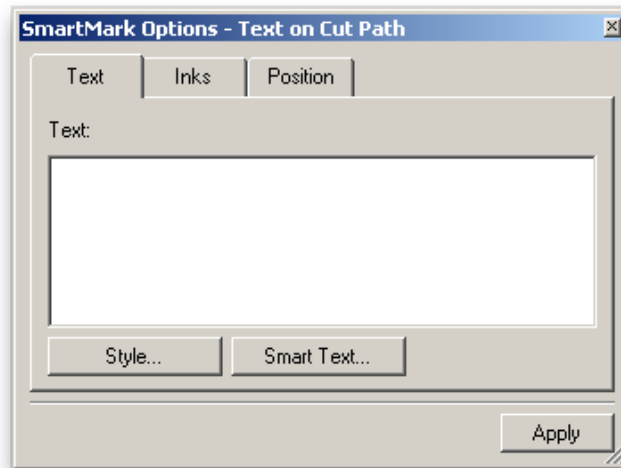 SmartMark Options - Text on Cut Path
Text Inks Position
Text:
Style... Smart Text...
Apply